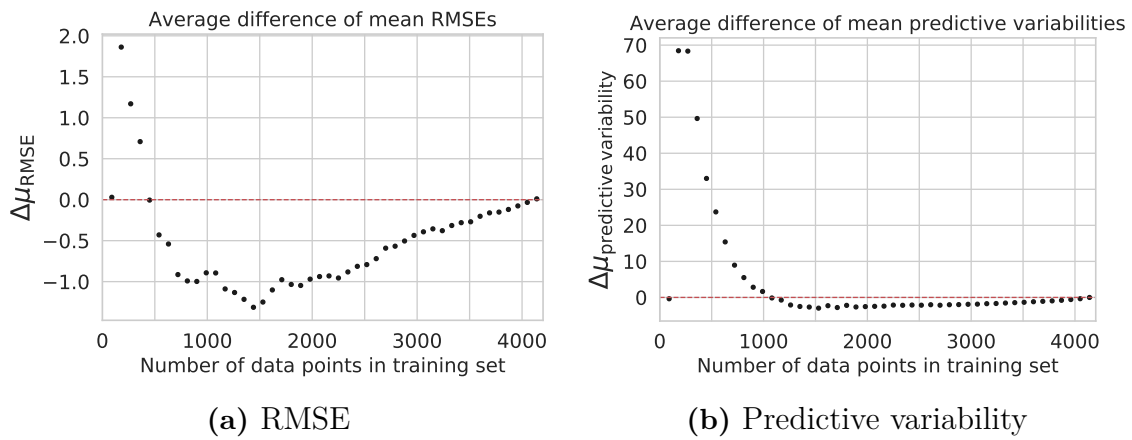 Average difference of mean RMSEs
2.0
1.5
1.0
0.5
0.0
−0.5
−1.0
ΔμRMSE
0 1000 2000 3000 4000
Number of data points in training set
(a) RMSE
Average difference of mean predictive variabilities
70
60
50
40
30
20
10
0
Δμpredictive variability
0 1000 2000 3000 4000
Number of data points in training set
(b) Predictive variability